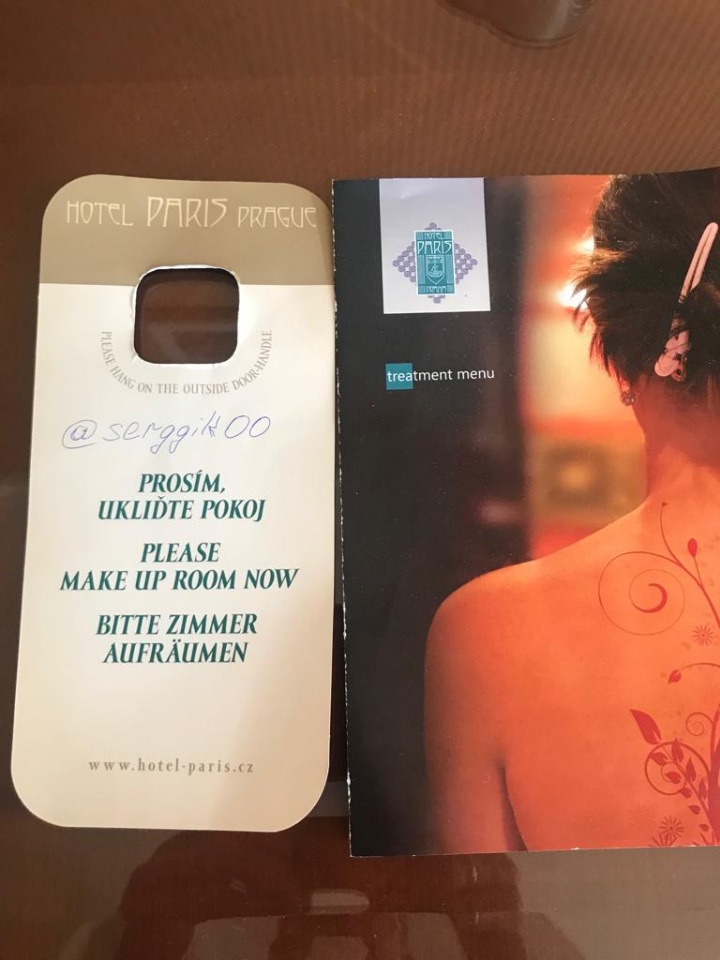 HOTEL PARIS PRAGUE
PLEASE HANG ON THE OUTSIDE DOOR-HANDLE
@serggik00
PROSÍM,
UKLIĎTE POKOJ
PLEASE
MAKE UP ROOM NOW
BITTE ZIMMER
AUFRÄUMEN
www.hotel-paris.cz
HOTEL
PARIS
PRAHA
treatment menu